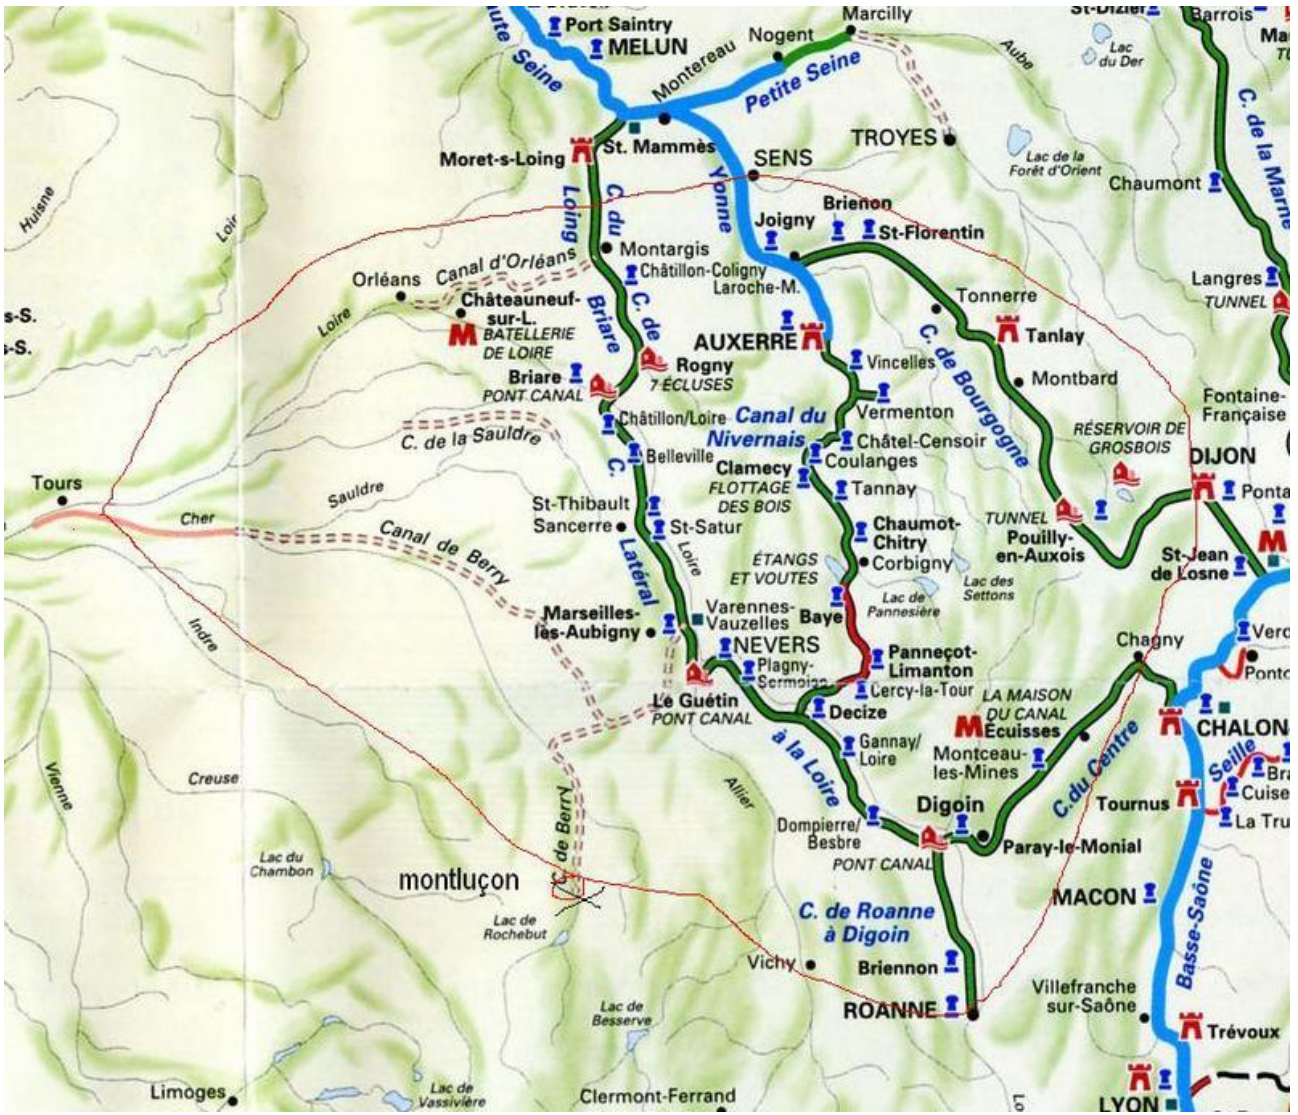 Port Saintry
MELUN
Haute Seine
Montereau
Nogent
Marcilly
Petite Seine
Aube
St-Dizier
Barrois
Lac
du Der
C. de la Marne
TROYES
Lac de la
Forêt d'Orient
Chaumont
Moret-s-Loing
St. Mammès
SENS
Yonne
Huisne
Loir
Loing
C. du
Joigny
Brienon
St-Florentin
Montargis
Canal d'Orléans
Orléans
Châtillon-Coligny
Laroche-M.
Langres
TUNNEL
Loire
Châteauneuf-
sur-L.
BATELLERIE
DE LOIRE
Briare
C. de
Tonnerre
Tanlay
s-S.
s-S.
AUXERRE
Rogny
7 ÉCLUSES
Vincelles
C. de Bourgogne
Montbard
Briare
PONT CANAL
Vermenton
Fontaine-
Française
Châtillon/Loire
C. de la Sauldre
Canal du
Nivernais
Châtel-Censoir
Coulanges
RÉSERVOIR DE
GROSBOIS
C.
Belleville
Clamecy
FLOTTAGE
DES BOIS
Tannay
DIJON
Tours
Sauldre
St-Thibault
Sancerre
St-Satur
Chaumot-
Chitry
Corbigny
TUNNEL
Pouilly-
en-Auxois
Ponta
Cher
Canal de Berry
Latéral
Loire
ÉTANGS
ET VOUTES
Lac des
Settons
Lac de
Pannesière
St-Jean
de Losne
Indre
Marseilles-
lès-Aubigny
Varennes-
Vauzelles
Baye
NEVERS
Plagny-
Sermoise
Panneçot-
Limanton
Cercy-la-Tour
Chagny
Verd
Ponto
Le Guétin
PONT CANAL
Decize
LA MAISON
DU CANAL
Écuisses
CHALON-
à la Loire
Gannay/
Loire
Montceau-
les-Mines
C. du Centre
Seille
Bra
Cuise
La Tru
Vienne
Creuse
Allier
Digoin
Tournus
Dompierre/
Besbre
PONT CANAL
Paray-le-Monial
Lac du
Chambon
C. de Berry
montluçon
MACON
Basse-Saône
Lac de
Rochebut
C. de Roanne
à Digoin
Vichy
Briennon
ROANNE
Villefranche
sur-Saône
Lac de
Besserve
Trévoux
Limoges
Lac de
Vassivière
Clermont-Ferrand
LYON